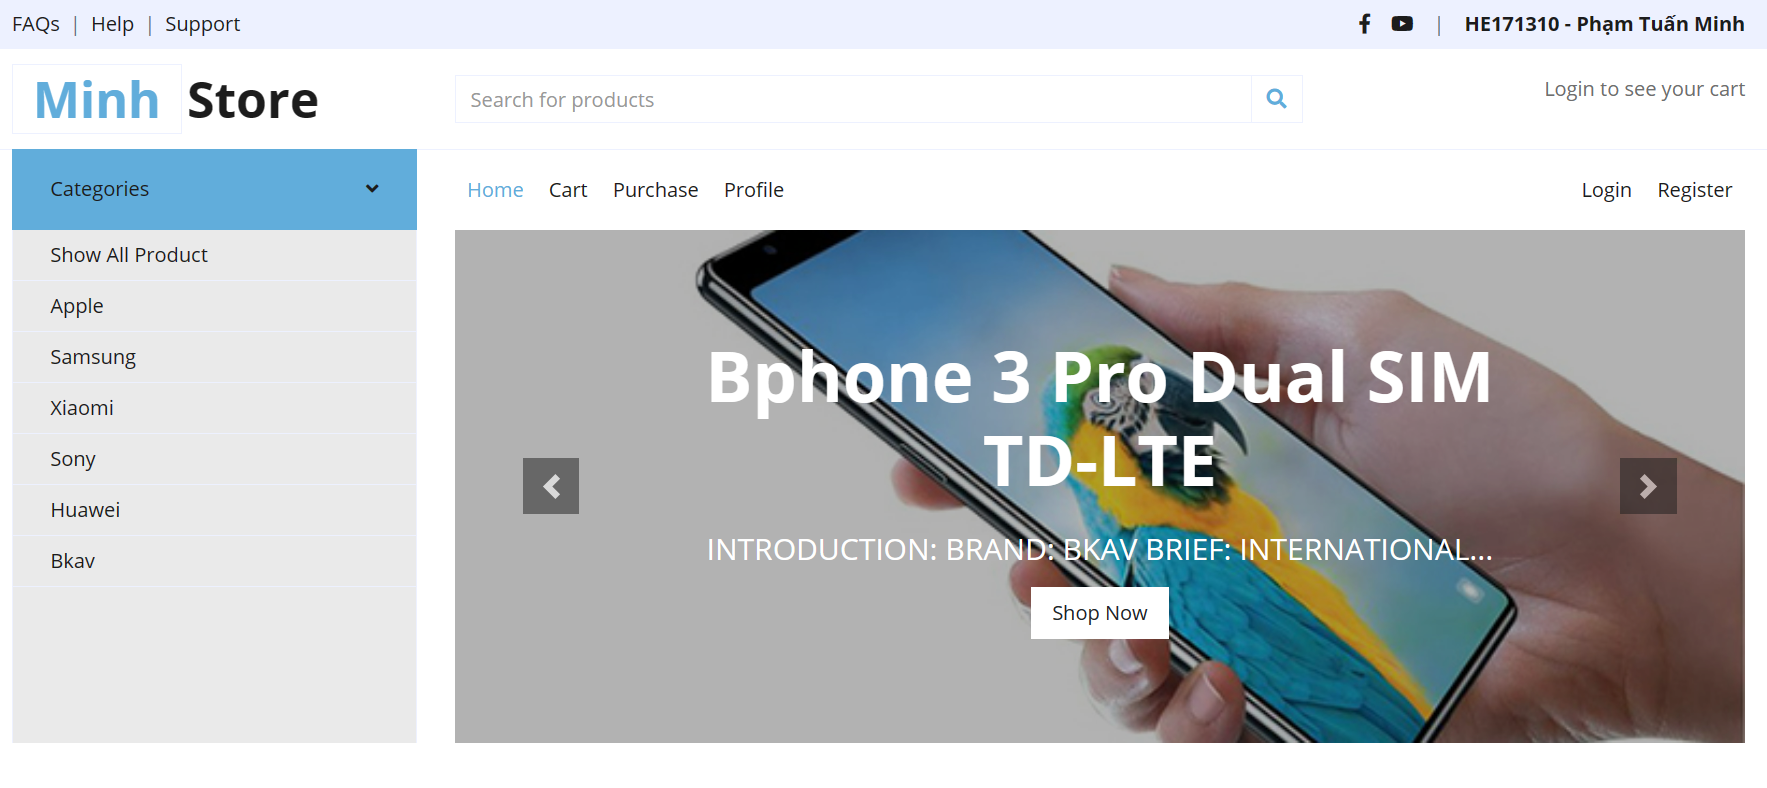 FAQs | Help | Support
HE171310 - Phạm Tuấn Minh
Minh Store
Search for products
Login to see your cart
Categories
Home Cart Purchase Profile
Login Register
Show All Product
Apple
Samsung
Xiaomi
Sony
Huawei
Bkav
Bphone 3 Pro Dual SIM
TD-LTE
INTRODUCTION: BRAND: BKAV BRIEF: INTERNATIONAL...
Shop Now